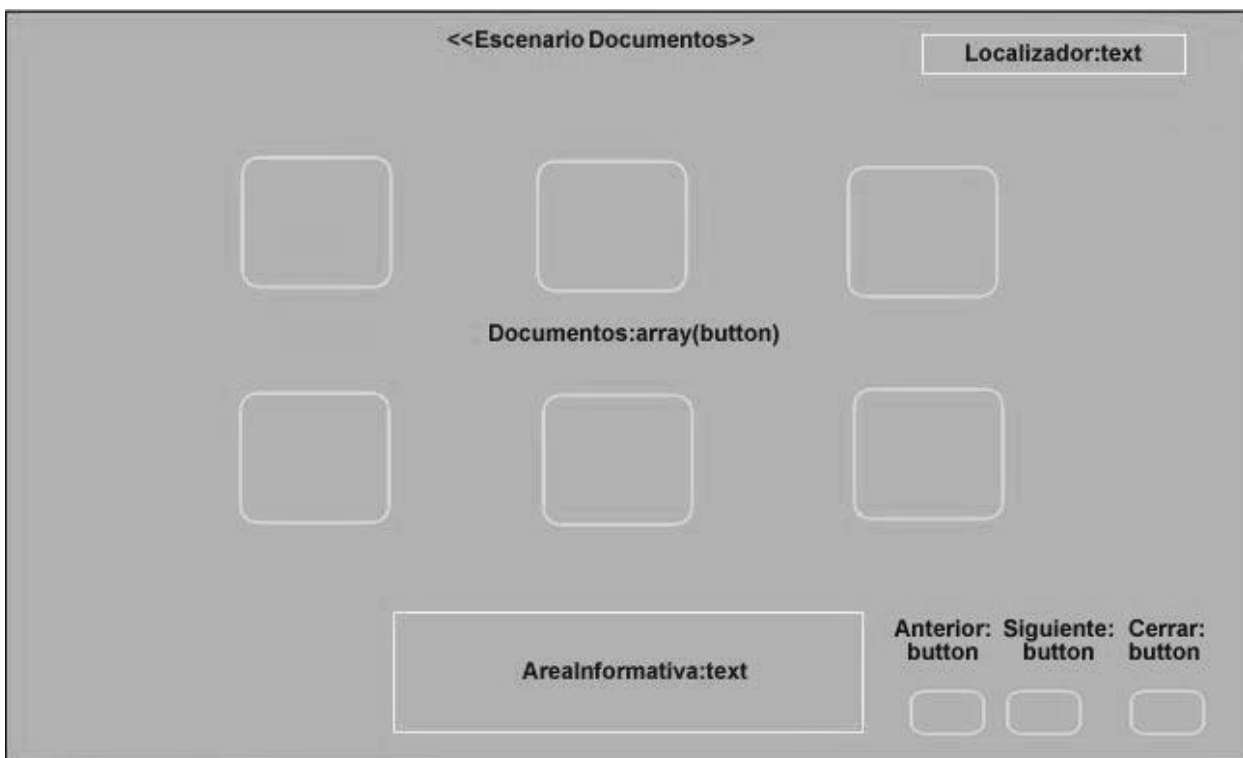 <<Escenario Documentos>>
Localizador:text
Documentos:array(button)
AreaInformativa:text
Anterior:
button
Siguiente:
button
Cerrar:
button